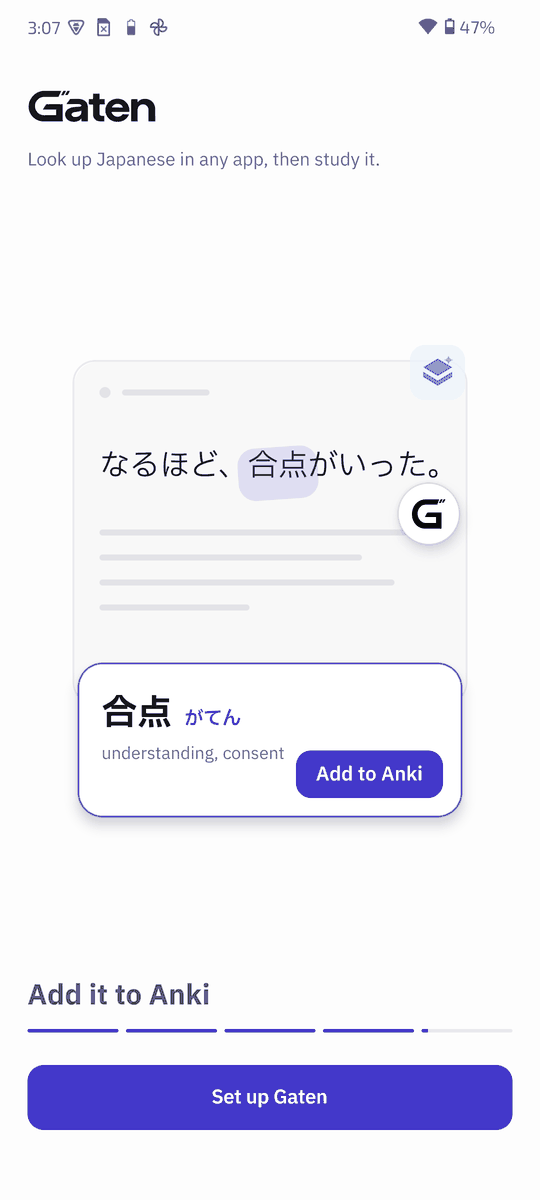 3:07
47%
Gaten
Look up Japanese in any app, then study it.
なるほど、合点がいった。
G
合点 がてん
understanding, consent
Add to Anki
Add it to Anki
Set up Gaten